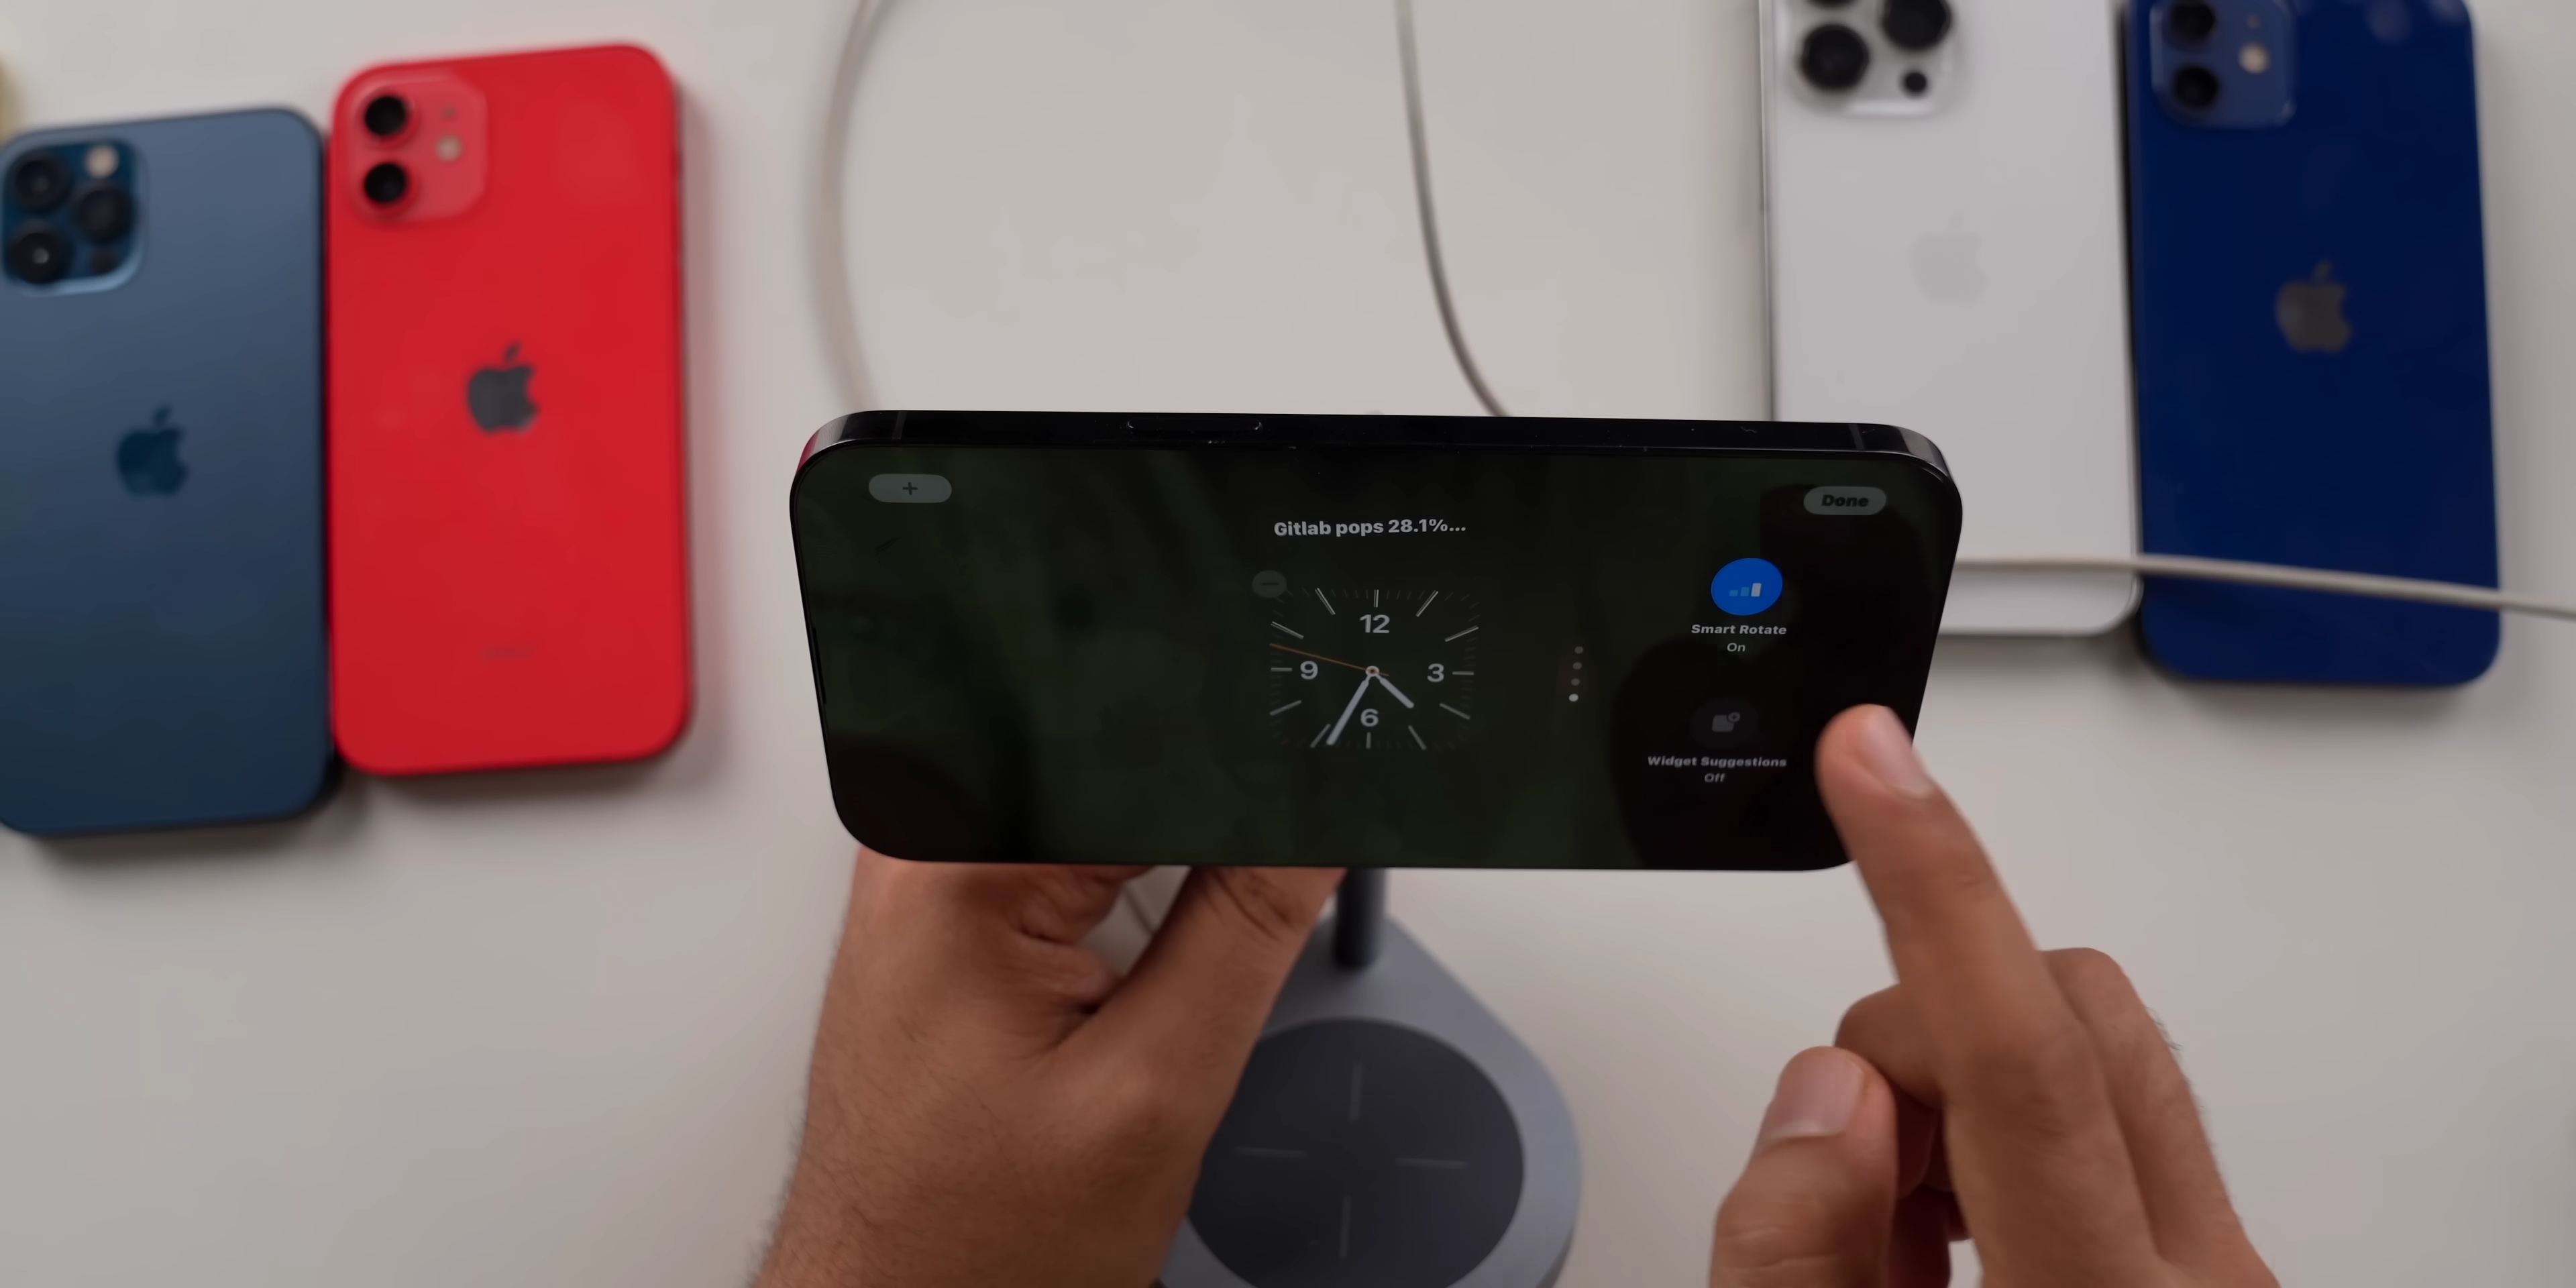 +
Done
Gitlab pops 28.1%...
12
9
3
6
Smart Rotate
On
Widget Suggestions
Off